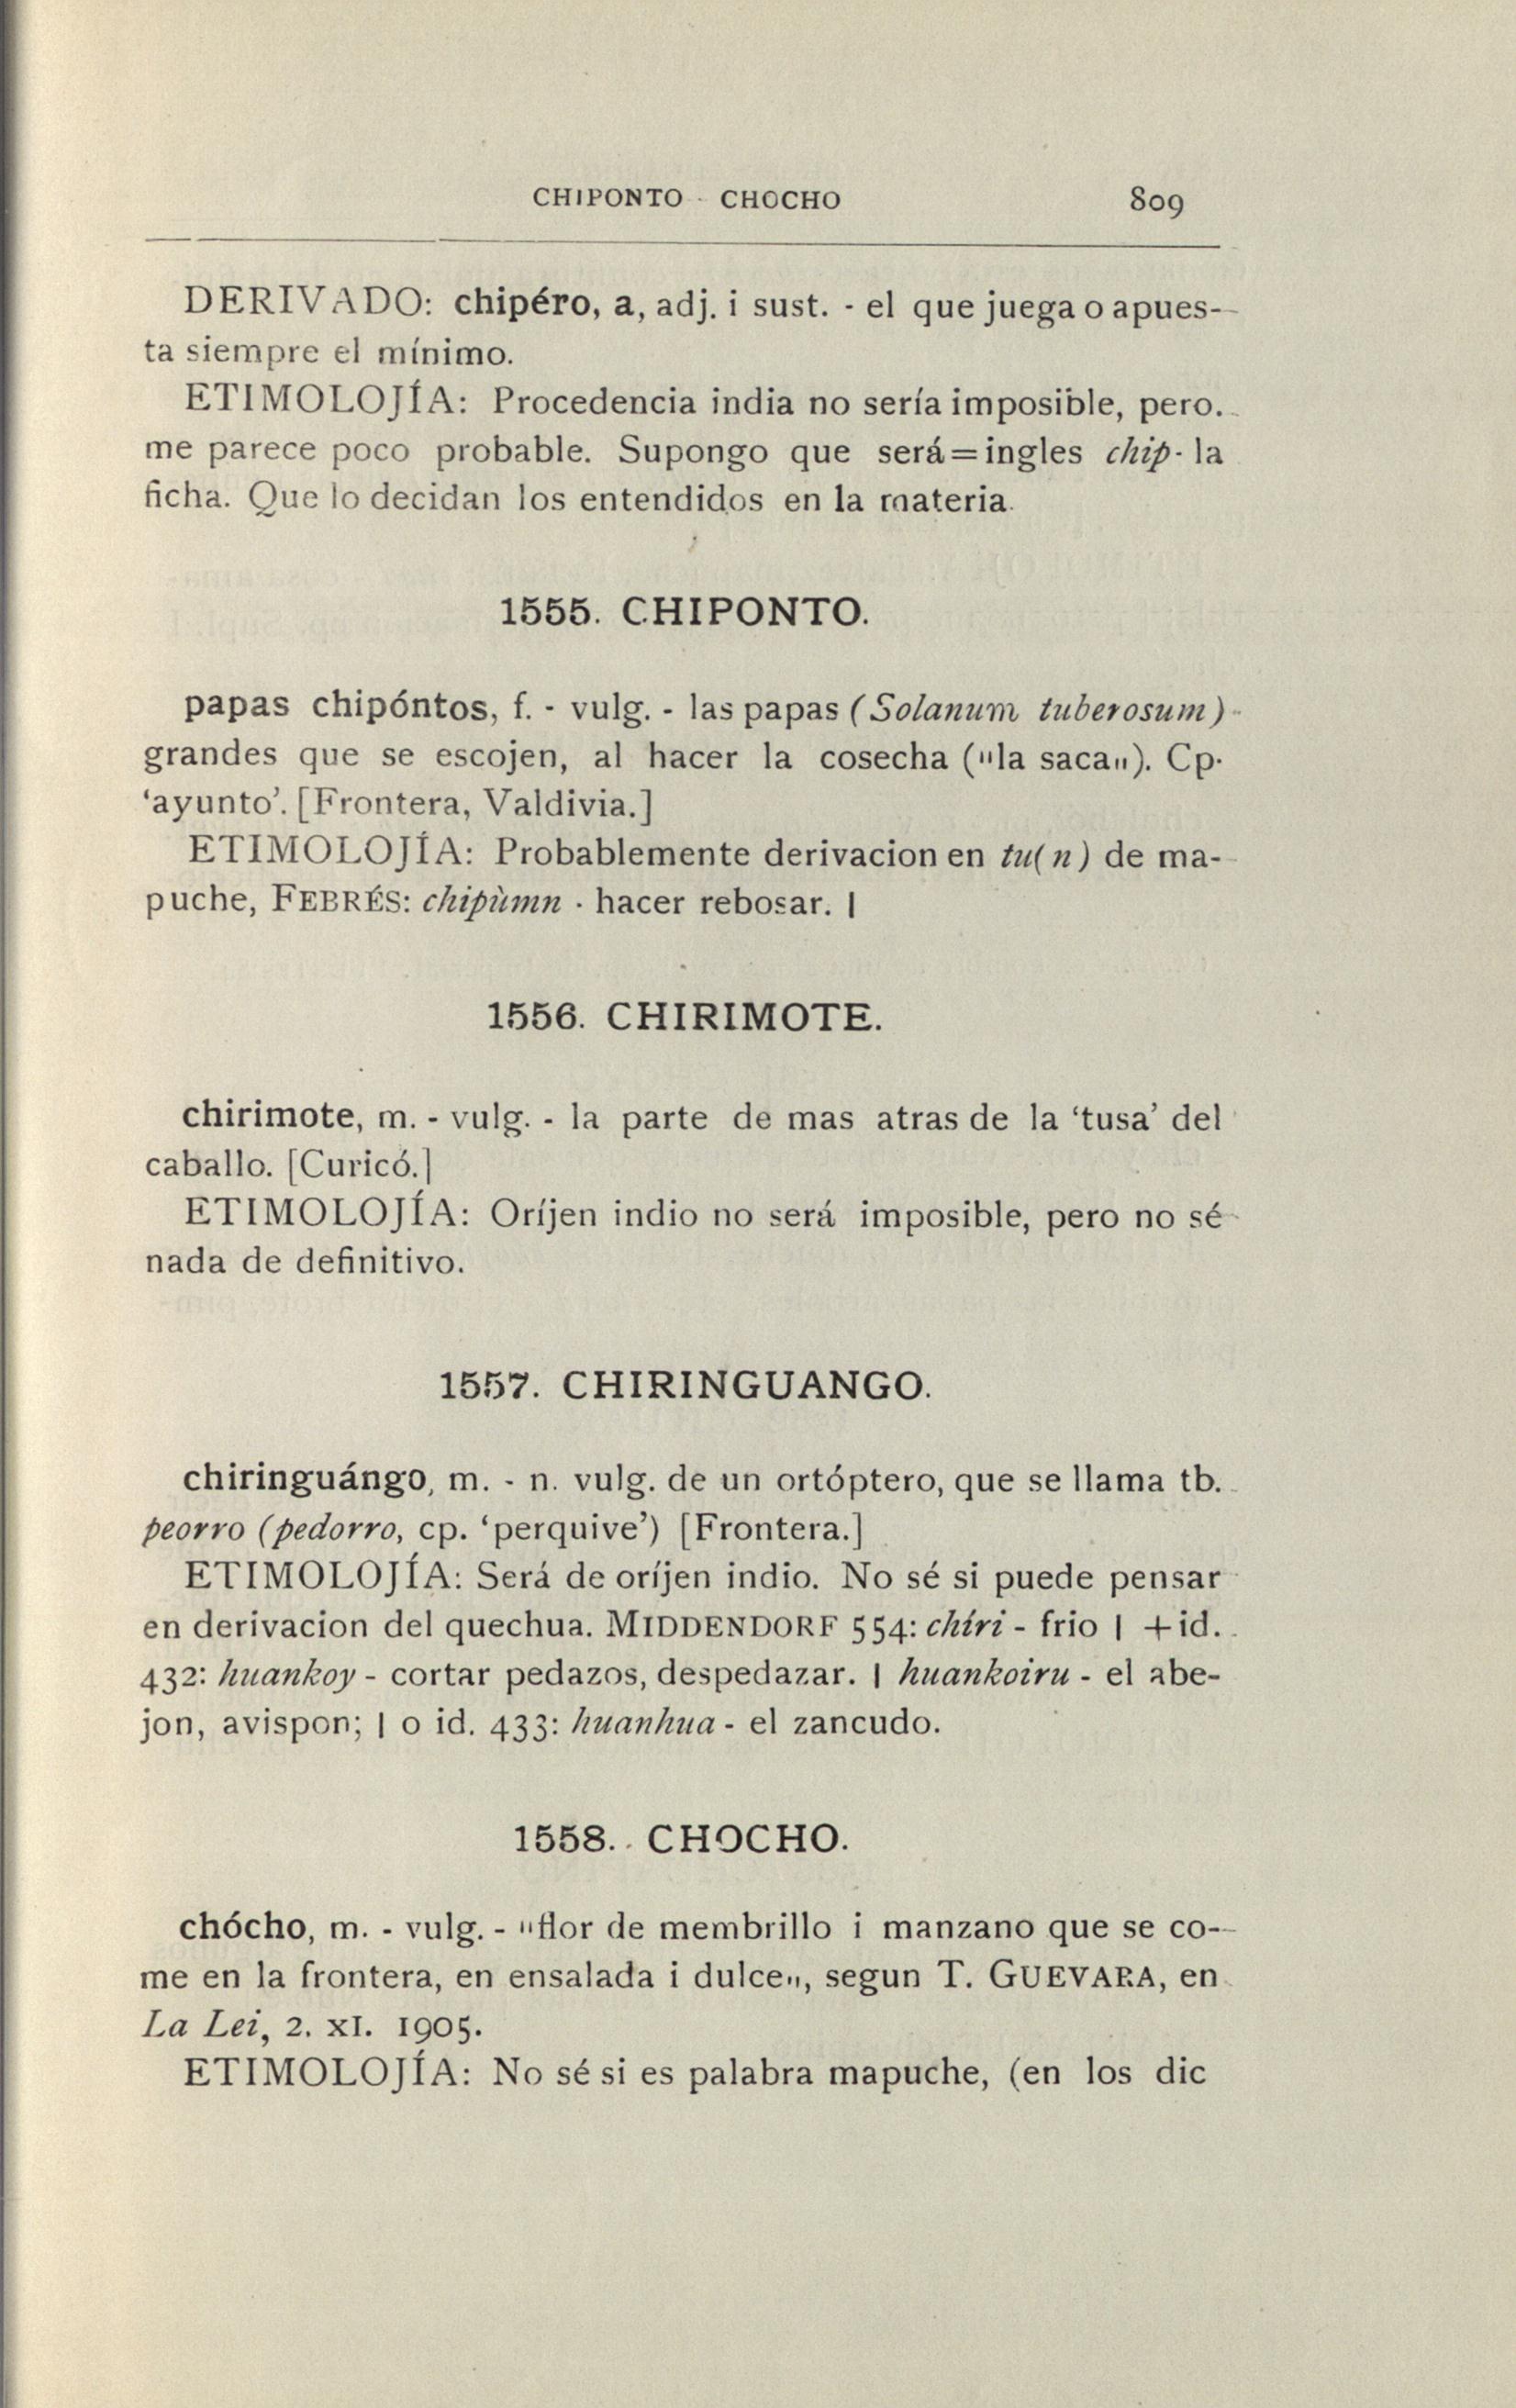 CHIPONTO - CHOCHO 809
DERIVADO: chipéro, a, adj. i sust. - el que juega o apues-
ta siempre el mínimo.
ETIMOLOJÍA: Procedencia india no sería imposible, pero.
me parece poco probable. Supongo que será = ingles chip - la
ficha. Que lo decidan los entendidos en la materia.
1555. CHIPONTO.
papas chipóntos, f. - vulg. - las papas (Solanum tuberosum)
grandes que se escojen, al hacer la cosecha ("la saca"). Cp.
‘ayunto’. [Frontera, Valdivia.]
ETIMOLOJÍA: Probablemente derivacion en tu(n) de ma-
puche, FEBRÉS: chipùmn - hacer rebosar. |
1556. CHIRIMOTE.
chirimote, m. - vulg. - la parte de mas atras de la ‘tusa’ del
caballo. [Curicó.]
ETIMOLOJÍA: Oríjen indio no será imposible, pero no sé
nada de definitivo.
1557. CHIRINGUANGO.
chiringuángo, m. - n. vulg. de un ortóptero, que se llama tb.
peorro (pedorro, cp. ‘perquive’) [Frontera.]
ETIMOLOJÍA: Será de oríjen indio. No sé si puede pensar
en derivacion del quechua. MIDDENDORF 554: chíri - frio | + id.
432: huankoy - cortar pedazos, despedazar. | huankoiru - el abe-
jon, avispon; | o id. 433: huanhua - el zancudo.
1558. CHOCHO.
chócho, m. - vulg. - "flor de membrillo i manzano que se co-
me en la frontera, en ensalada i dulce", segun T. GUEVARA, en
La Lei, 2. XI. 1905.
ETIMOLOJÍA: No sé si es palabra mapuche, (en los dic